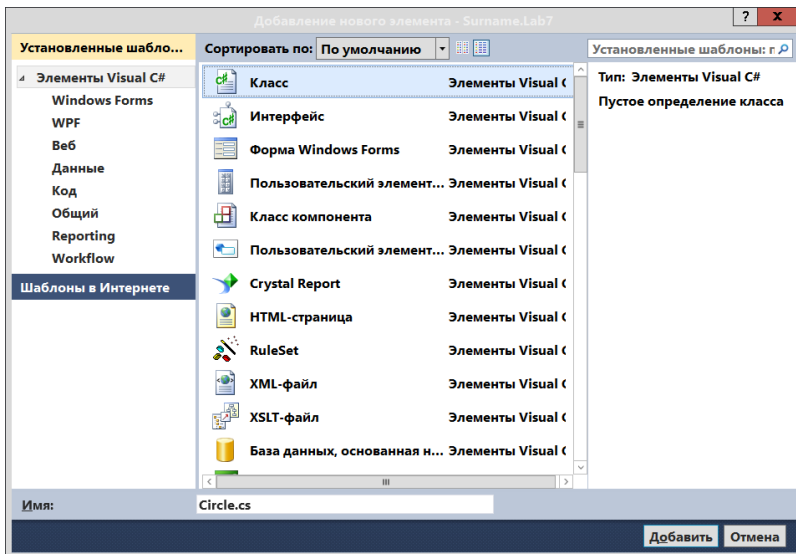 Добавление нового элемента - Surname.Lab7
?
x
Установленные шабло...
Элементы Visual C#
Windows Forms
WPF
Веб
Данные
Код
Общий
Reporting
Workflow
Шаблоны в Интернете
Сортировать по: По умолчанию
Класс Элементы Visual C
Интерфейс Элементы Visual C
Форма Windows Forms Элементы Visual C
Пользовательский элемент... Элементы Visual C
Класс компонента Элементы Visual C
Пользовательский элемент... Элементы Visual C
Crystal Report Элементы Visual C
HTML-страница Элементы Visual C
RuleSet Элементы Visual C
XML-файл Элементы Visual C
XSLT-файл Элементы Visual C
База данных, основанная н... Элементы Visual C
Установленные шаблоны: п
Тип: Элементы Visual C#
Пустое определение класса
Имя: Circle.cs
Добавить Отмена